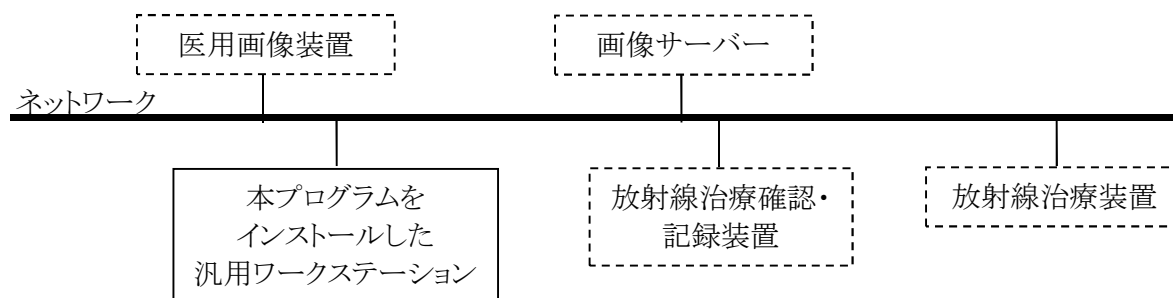 医用画像装置
画像サーバー
ネットワーク
本プログラムを
インストールした
汎用ワークステーション
放射線治療確認・
記録装置
放射線治療装置